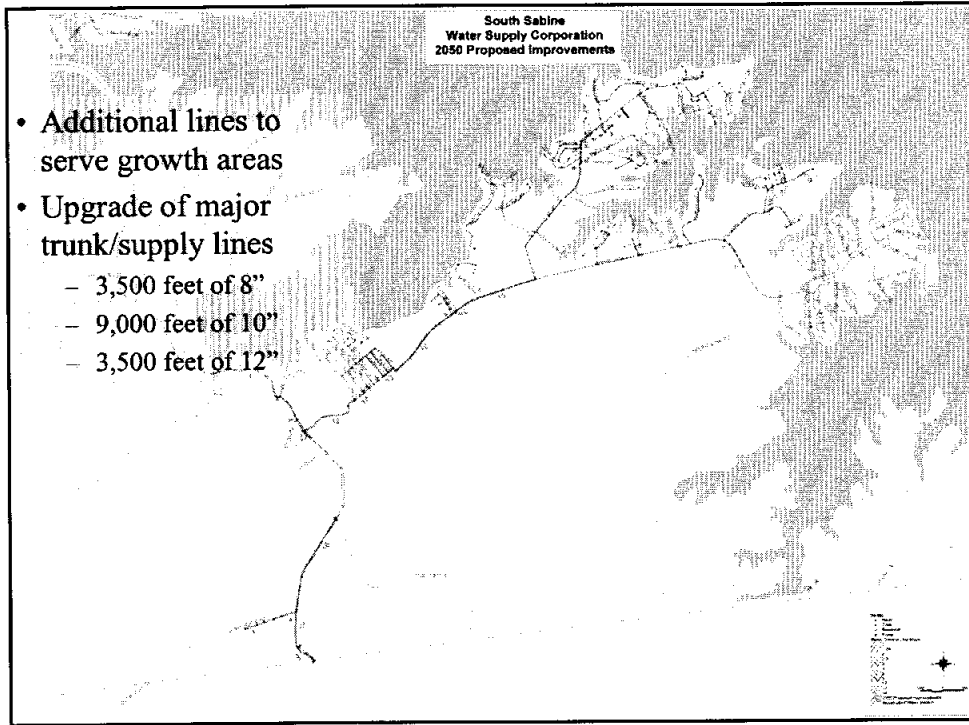 South Sabine
Water Supply Corporation
2050 Proposed Improvements
• Additional lines to
serve growth areas
• Upgrade of major
trunk/supply lines
– 3,500 feet of 8”
– 9,000 feet of 10”
– 3,500 feet of 12”